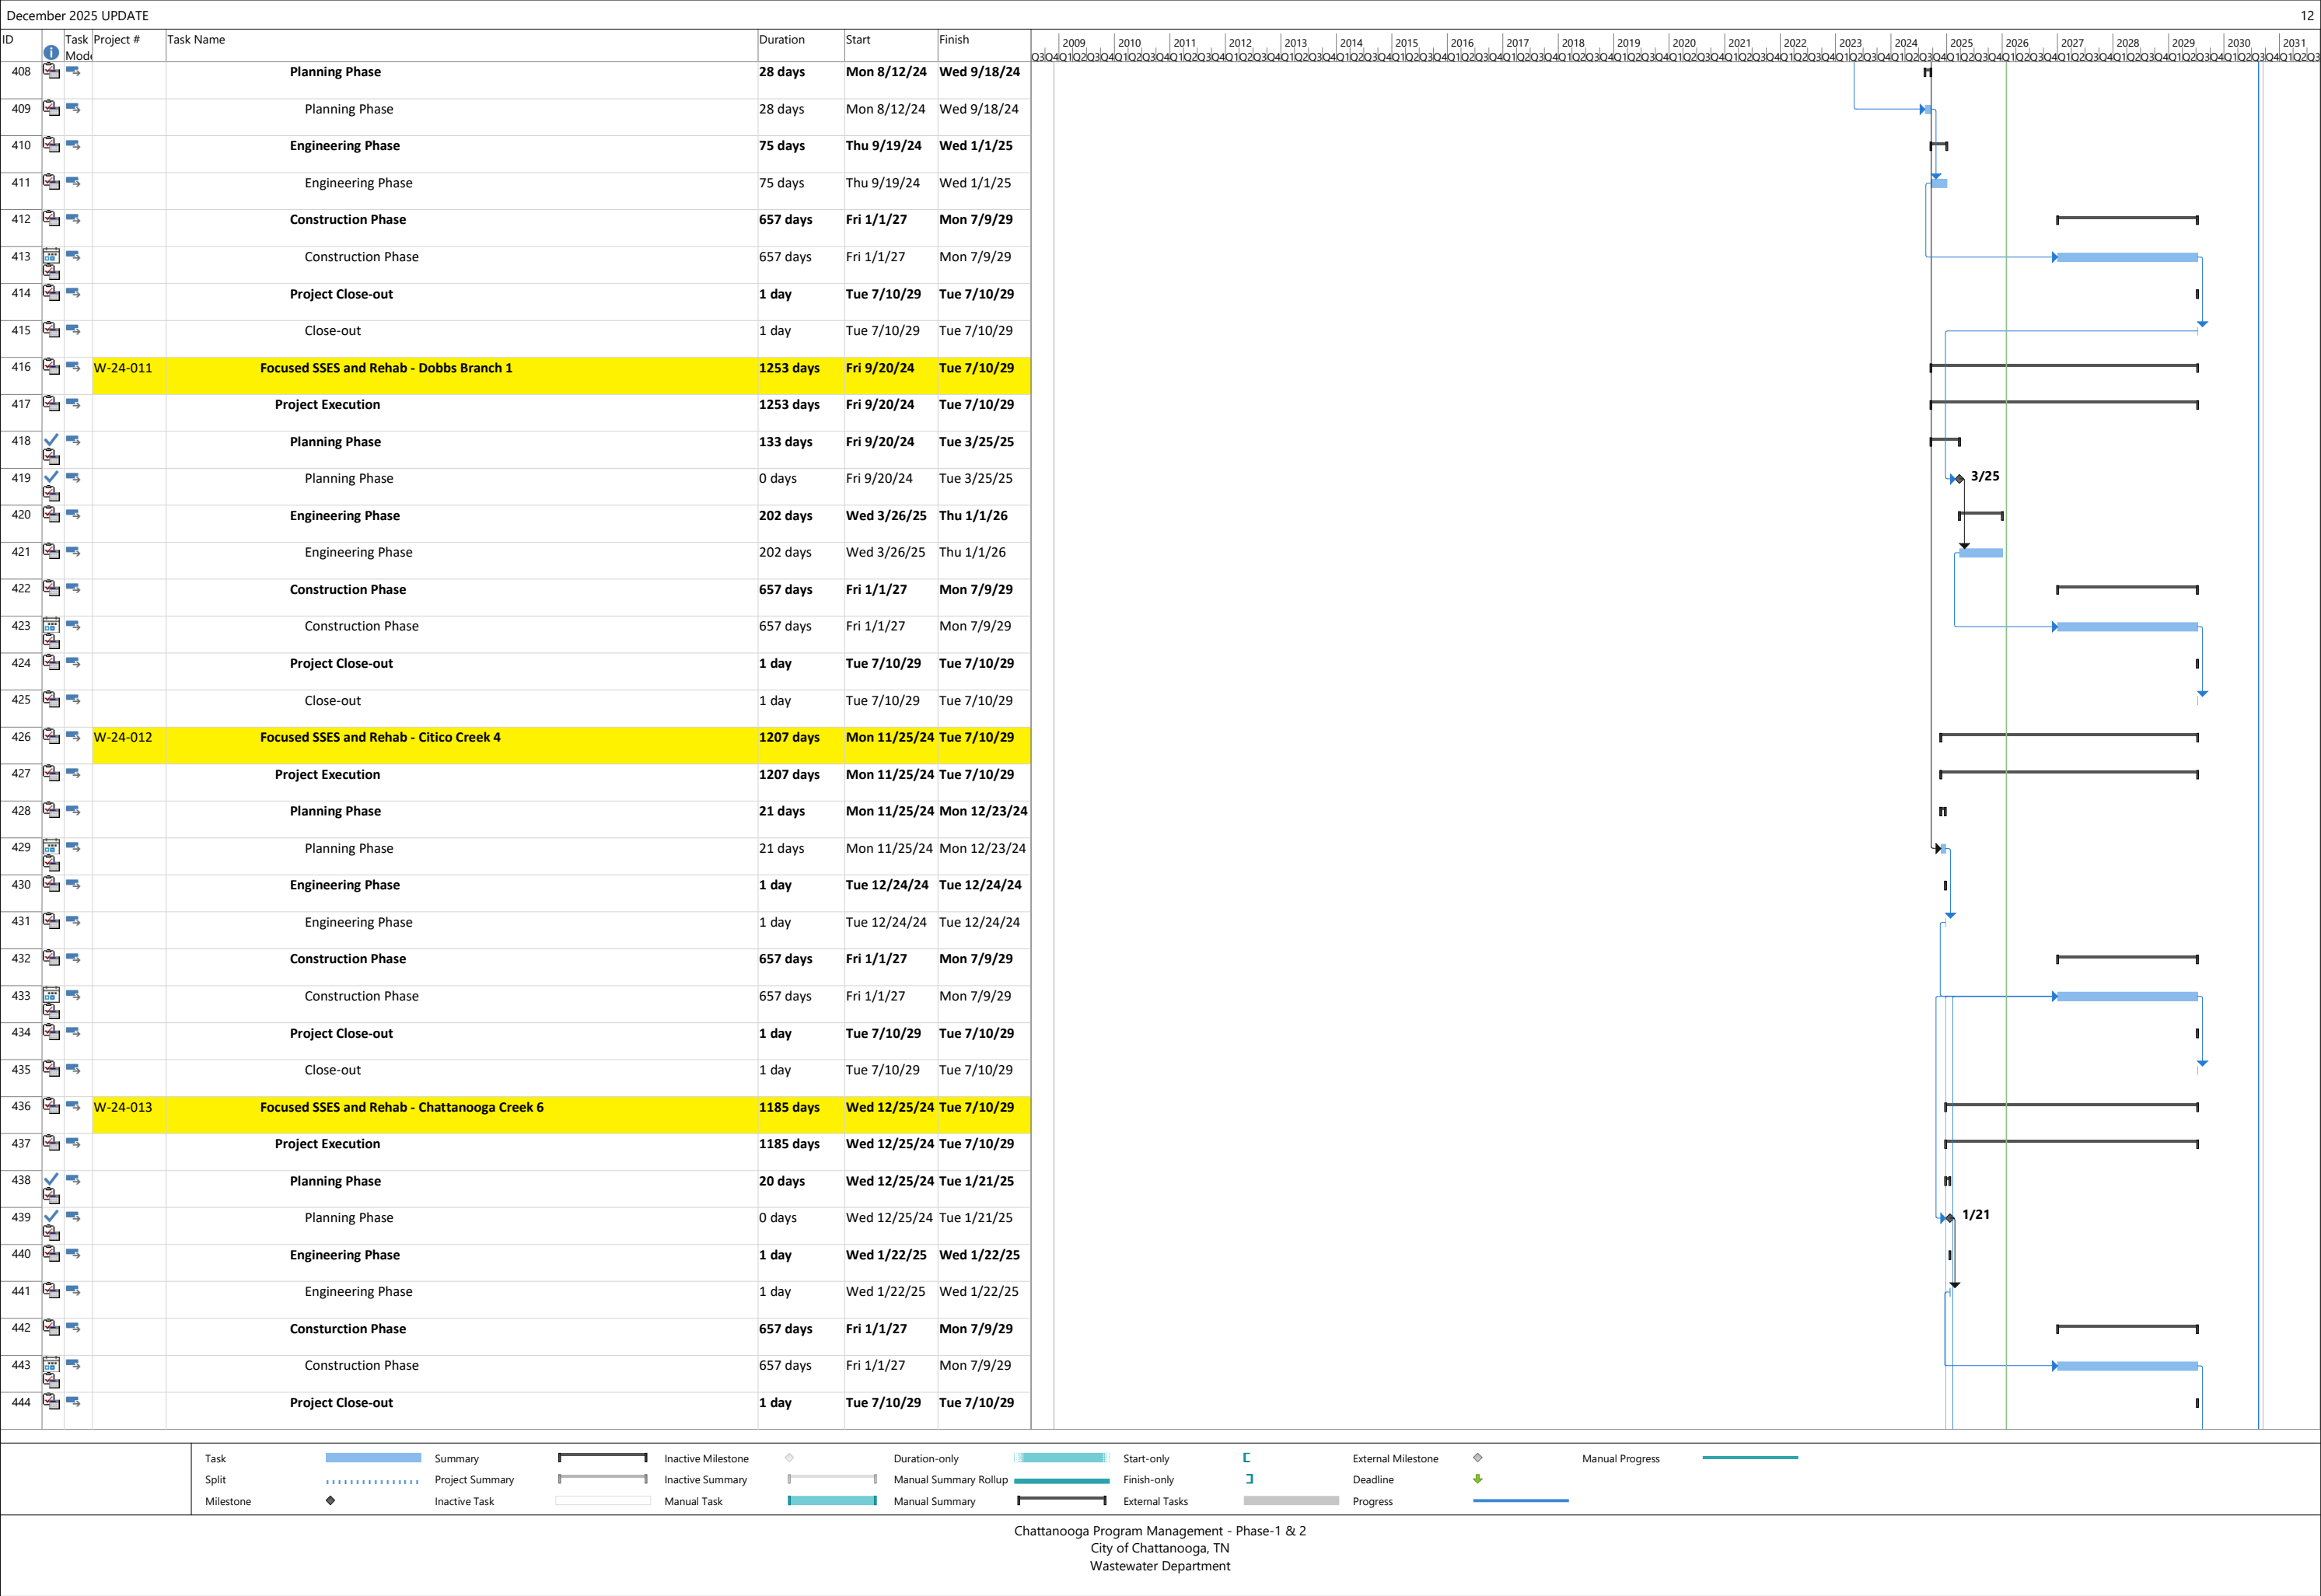 December 2025 UPDATE 12
ID Task Mode Project # Task Name Duration Start Finish
2009 2010 2011 2012 2013 2014 2015 2016 2017 2018 2019 2020 2021 2022 2023 2024 2025 2026 2027 2028 2029 2030 2031
408 Planning Phase 28 days Mon 8/12/24 Wed 9/18/24
409 Planning Phase 28 days Mon 8/12/24 Wed 9/18/24
410 Engineering Phase 75 days Thu 9/19/24 Wed 1/1/25
411 Engineering Phase 75 days Thu 9/19/24 Wed 1/1/25
412 Construction Phase 657 days Fri 1/1/27 Mon 7/9/29
413 Construction Phase 657 days Fri 1/1/27 Mon 7/9/29
414 Project Close-out 1 day Tue 7/10/29 Tue 7/10/29
415 Close-out 1 day Tue 7/10/29 Tue 7/10/29
416 W-24-011 Focused SSES and Rehab - Dobbs Branch 1 1253 days Fri 9/20/24 Tue 7/10/29
417 Project Execution 1253 days Fri 9/20/24 Tue 7/10/29
418 Planning Phase 133 days Fri 9/20/24 Tue 3/25/25
419 Planning Phase 0 days Fri 9/20/24 Tue 3/25/25 3/25
420 Engineering Phase 202 days Wed 3/26/25 Thu 1/1/26
421 Engineering Phase 202 days Wed 3/26/25 Thu 1/1/26
422 Construction Phase 657 days Fri 1/1/27 Mon 7/9/29
423 Construction Phase 657 days Fri 1/1/27 Mon 7/9/29
424 Project Close-out 1 day Tue 7/10/29 Tue 7/10/29
425 Close-out 1 day Tue 7/10/29 Tue 7/10/29
426 W-24-012 Focused SSES and Rehab - Citico Creek 4 1207 days Mon 11/25/24 Tue 7/10/29
427 Project Execution 1207 days Mon 11/25/24 Tue 7/10/29
428 Planning Phase 21 days Mon 11/25/24 Mon 12/23/24
429 Planning Phase 21 days Mon 11/25/24 Mon 12/23/24
430 Engineering Phase 1 day Tue 12/24/24 Tue 12/24/24
431 Engineering Phase 1 day Tue 12/24/24 Tue 12/24/24
432 Construction Phase 657 days Fri 1/1/27 Mon 7/9/29
433 Construction Phase 657 days Fri 1/1/27 Mon 7/9/29
434 Project Close-out 1 day Tue 7/10/29 Tue 7/10/29
435 Close-out 1 day Tue 7/10/29 Tue 7/10/29
436 W-24-013 Focused SSES and Rehab - Chattanooga Creek 6 1185 days Wed 12/25/24 Tue 7/10/29
437 Project Execution 1185 days Wed 12/25/24 Tue 7/10/29
438 Planning Phase 20 days Wed 12/25/24 Tue 1/21/25
439 Planning Phase 0 days Wed 12/25/24 Tue 1/21/25 1/21
440 Engineering Phase 1 day Wed 1/22/25 Wed 1/22/25
441 Engineering Phase 1 day Wed 1/22/25 Wed 1/22/25
442 Consturction Phase 657 days Fri 1/1/27 Mon 7/9/29
443 Construction Phase 657 days Fri 1/1/27 Mon 7/9/29
444 Project Close-out 1 day Tue 7/10/29 Tue 7/10/29
Task Summary Inactive Milestone Duration-only Start-only External Milestone Manual Progress
Split Project Summary Inactive Summary Manual Summary Rollup Finish-only Deadline
Milestone Inactive Task Manual Task Manual Summary External Tasks Progress
Chattanooga Program Management - Phase-1 & 2
City of Chattanooga, TN
Wastewater Department